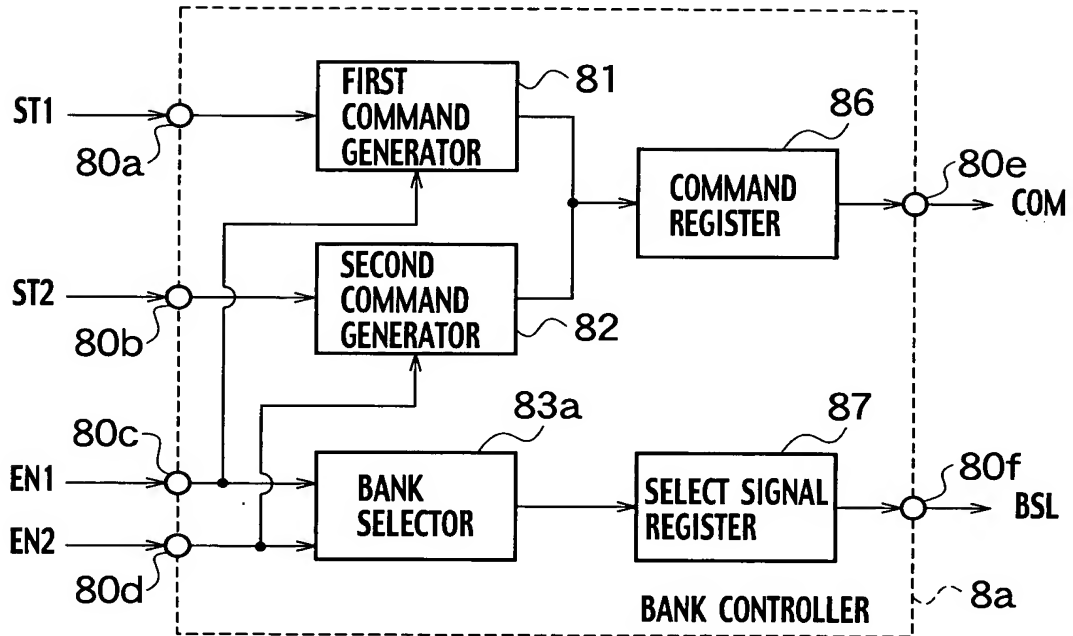 FIRST
COMMAND
GENERATOR
81
ST1
80a
86
COMMAND
REGISTER
80e
COM
SECOND
COMMAND
GENERATOR
82
ST2
80b
83a
87
80c
EN1
EN2
80d
BANK
SELECTOR
SELECT SIGNAL
REGISTER
80f
BSL
BANK CONTROLLER
8a